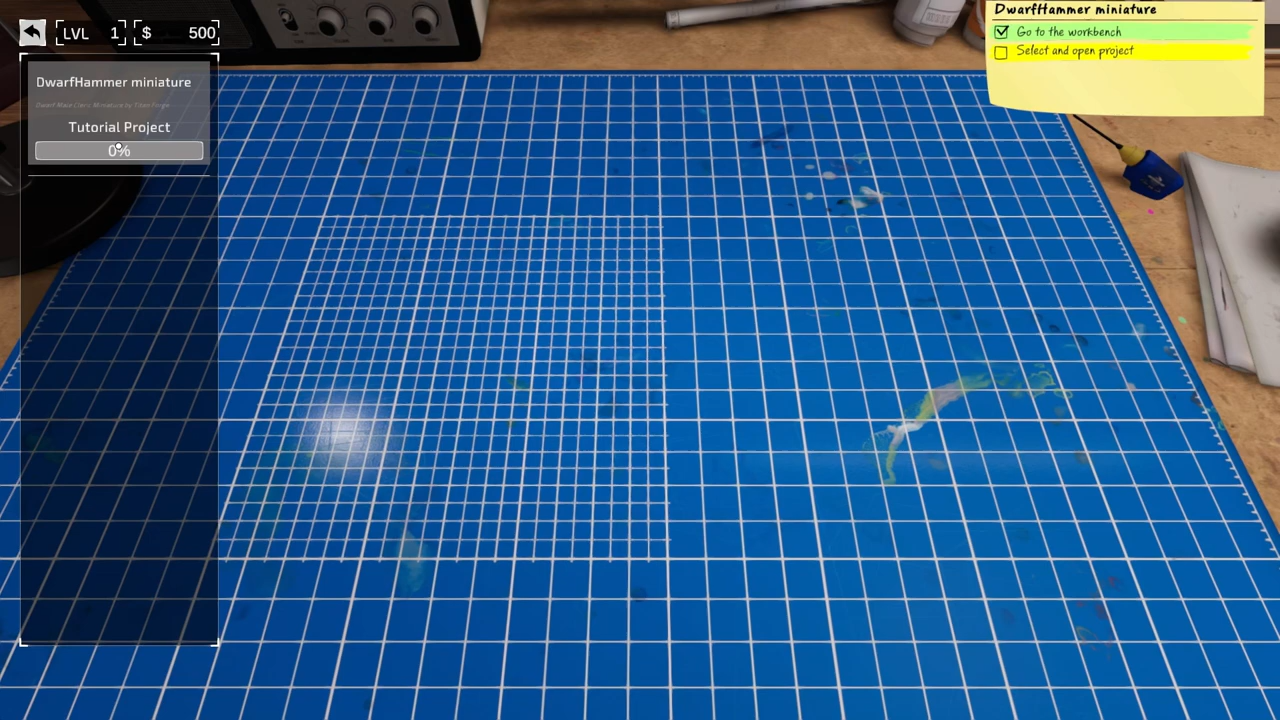 LVL 1 $ 500
DwarfHammer miniature
Tutorial Project
0%
DwarfHammer miniature
Go to the workbench
Select and open project